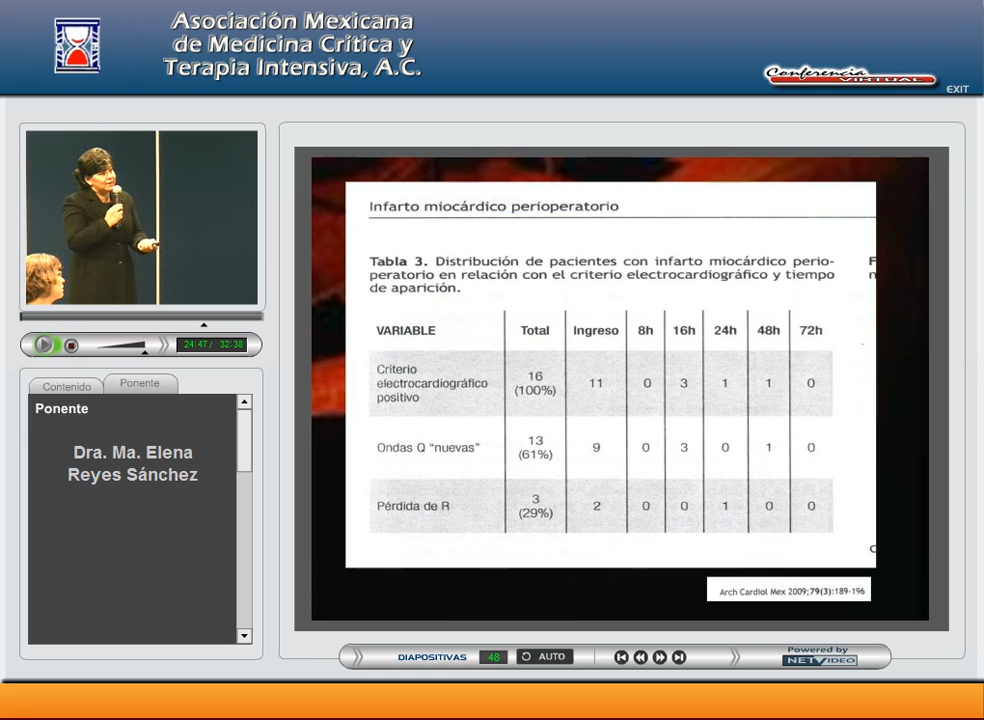 Asociación Mexicana
de Medicina Crítica y
Terapia Intensiva, A.C.
Conferencia
VIRTUAL
EXIT
24:47 / 32:38
Contenido
Ponente
Ponente
Dra. Ma. Elena
Reyes Sánchez
Infarto miocárdico perioperatorio
Tabla 3. Distribución de pacientes con infarto miocárdico perio-
peratorio en relación con el criterio electrocardiográfico y tiempo
de aparición.
VARIABLE Total Ingreso 8h 16h 24h 48h 72h
Criterio
electrocardiográfico
positivo
16
(100%)
11 0 3 1 1 0
Ondas Q “nuevas”
13
(61%)
9 0 3 0 1 0
Pérdida de R
3
(29%)
2 0 0 1 0 0
Arch Cardiol Mex 2009;79(3):189-196
DIAPOSITIVAS 48 AUTO
Powered by
NETVIDEO